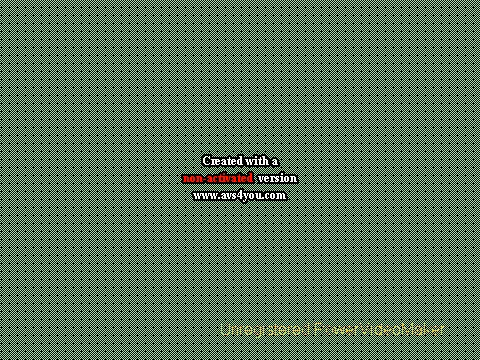 Created with a
non-activated version
www.avs4you.com
Unregistered PowerVideoMaker